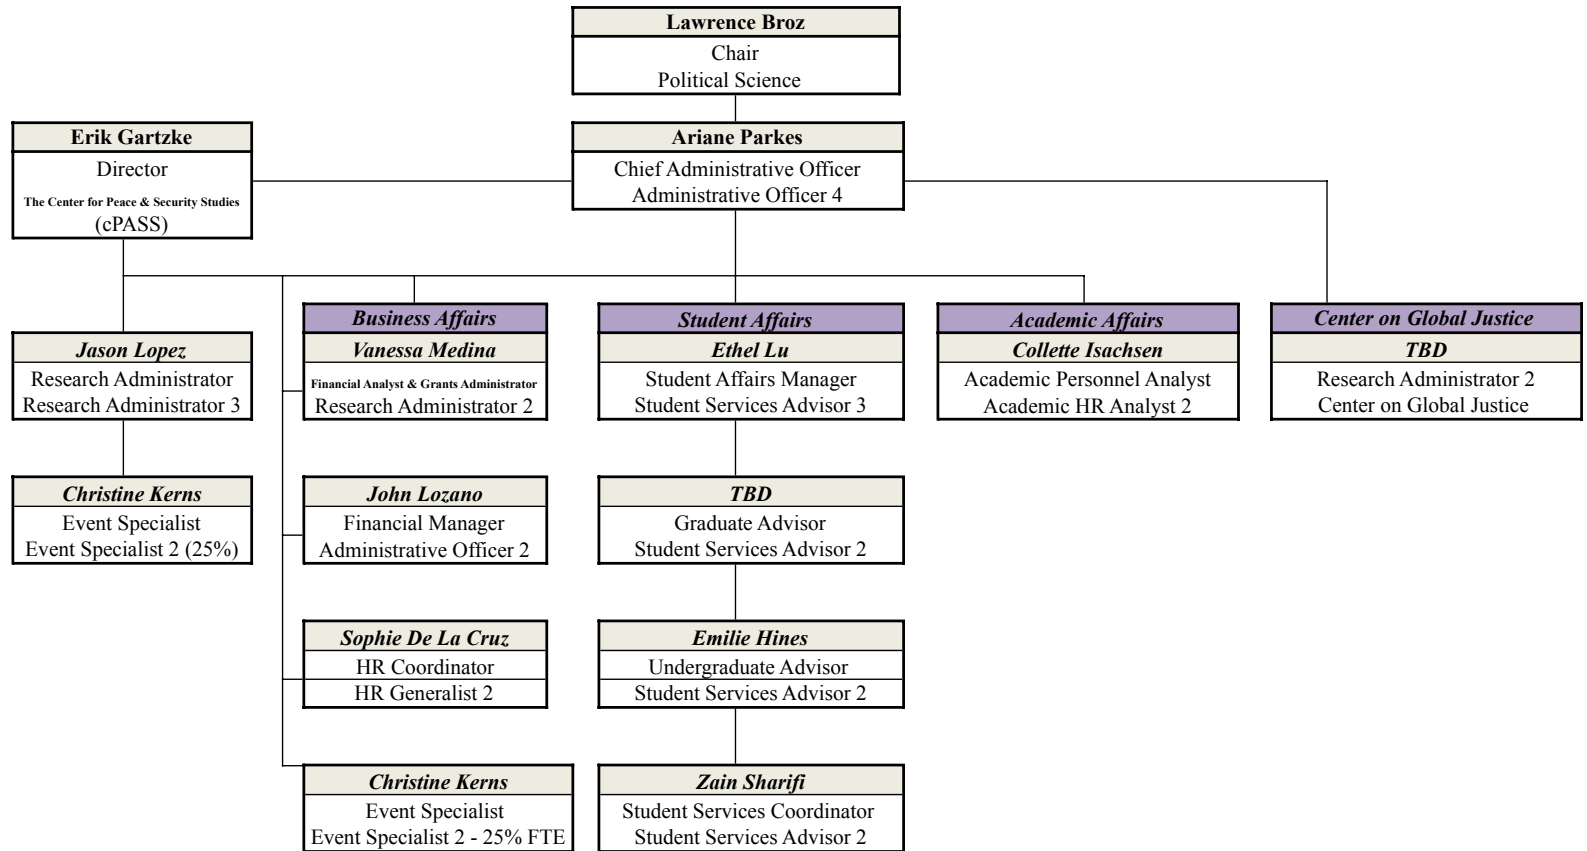 Lawrence Broz
Chair
Political Science
Erik Gartzke
Director
The Center for Peace & Security Studies
(cPASS)
Ariane Parkes
Chief Administrative Officer
Administrative Officer 4
Jason Lopez
Research Administrator
Research Administrator 3
Christine Kerns
Event Specialist
Event Specialist 2 (25%)
Business Affairs
Vanessa Medina
Financial Analyst & Grants Administrator
Research Administrator 2
John Lozano
Financial Manager
Administrative Officer 2
Sophie De La Cruz
HR Coordinator
HR Generalist 2
Christine Kerns
Event Specialist
Event Specialist 2 - 25% FTE
Student Affairs
Ethel Lu
Student Affairs Manager
Student Services Advisor 3
TBD
Graduate Advisor
Student Services Advisor 2
Emilie Hines
Undergraduate Advisor
Student Services Advisor 2
Zain Sharifi
Student Services Coordinator
Student Services Advisor 2
Academic Affairs
Collette Isachsen
Academic Personnel Analyst
Academic HR Analyst 2
Center on Global Justice
TBD
Research Administrator 2
Center on Global Justice